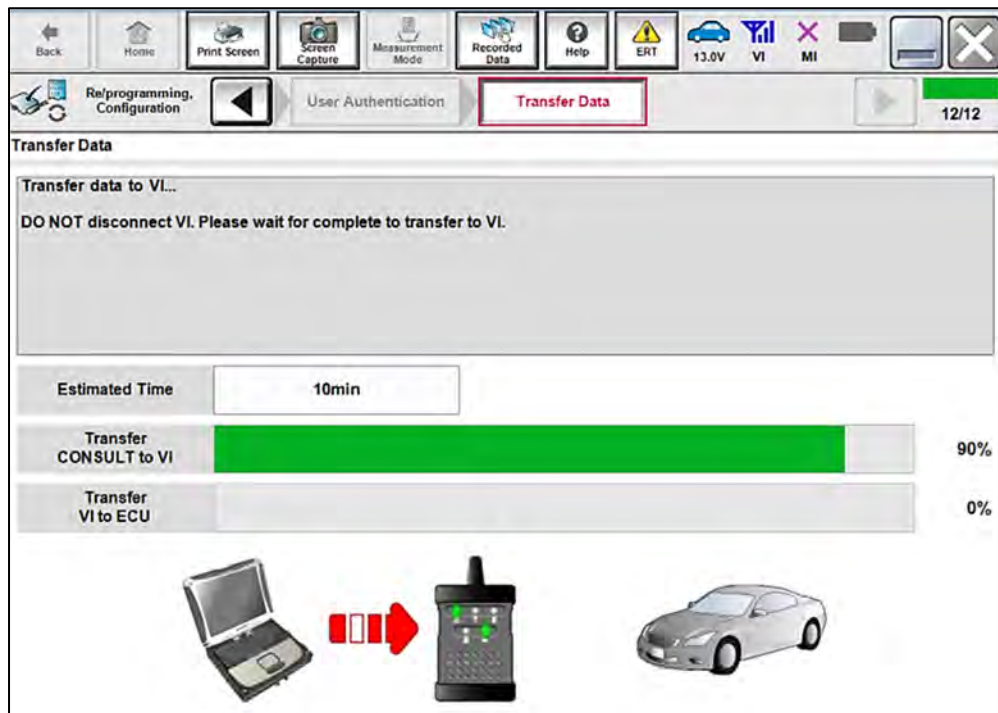 Back
Home
Print Screen
Screen
Capture
Measurement
Mode
Recorded
Data
Help
ERT
13.0V
VI
MI
Re/programming,
Configuration
User Authentication
Transfer Data
12/12
Transfer Data
Transfer data to VI...
DO NOT disconnect VI. Please wait for complete to transfer to VI.
Estimated Time
10min
Transfer
CONSULT to VI
90%
Transfer
VI to ECU
0%